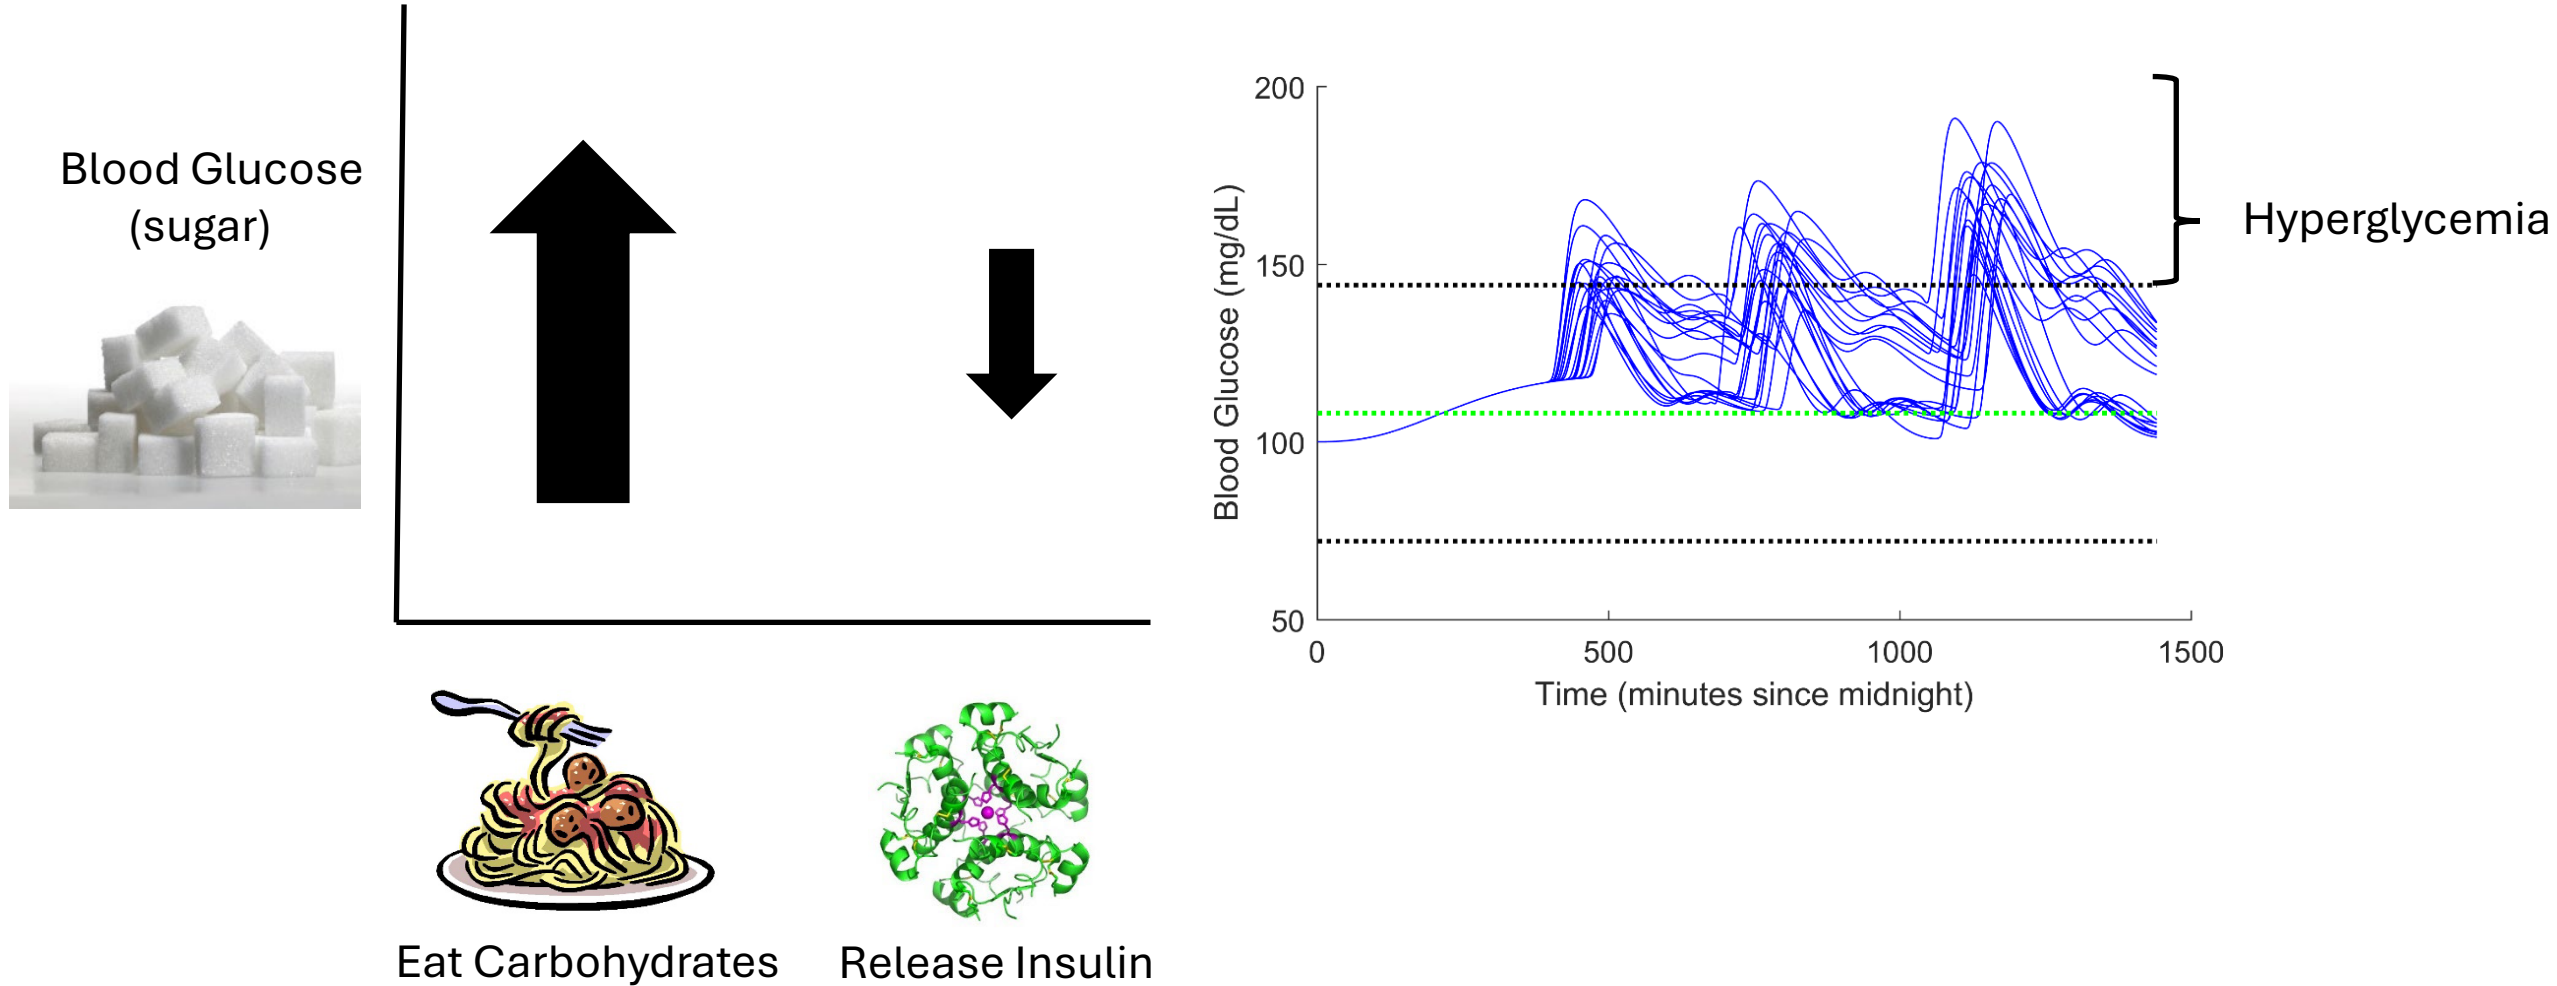 Blood Glucose
(sugar)
Eat Carbohydrates
Release Insulin
Blood Glucose (mg/dL)
200
150
100
50
0
500
1000
1500
Time (minutes since midnight)
Hyperglycemia